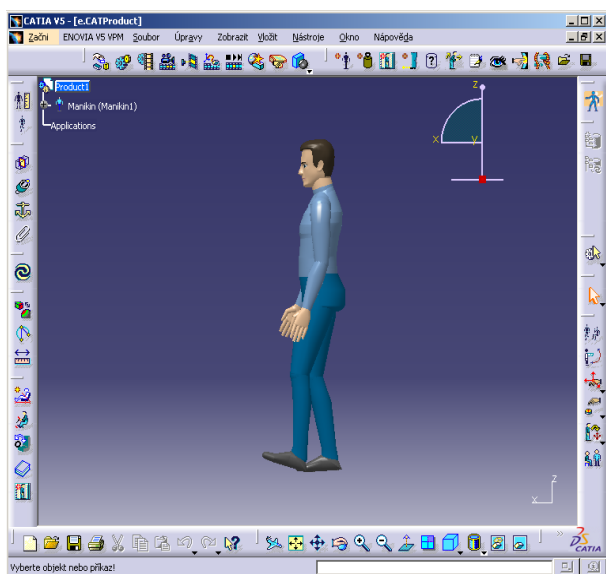 CATIA V5 - [e.CATProduct]
Začni ENOVIA V5 VPM Soubor Úpravy Zobrazit Vložit Nástroje Okno Nápověda
Product1
Manikin (Manikin1)
Applications
z
x y
z
x
CATIA
Vyberte objekt nebo příkaz!